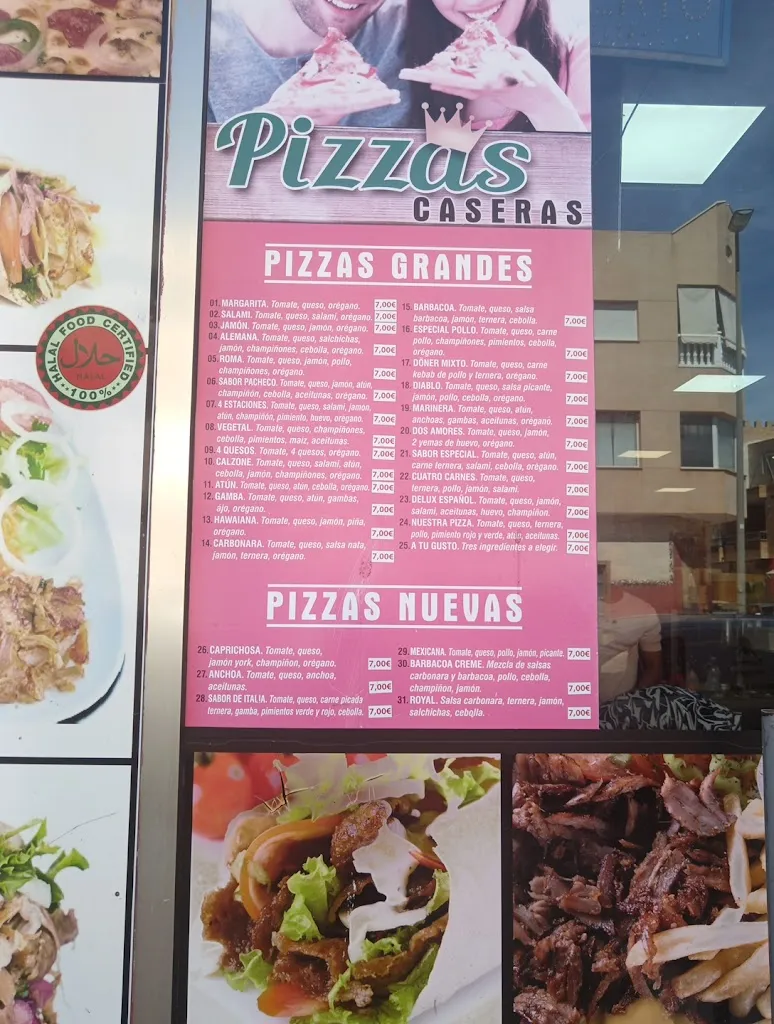 Pizzas
CASERAS
PIZZAS GRANDES
01. MARGARITA. Tomate, queso, orégano. 7,00€
02. SALAMI. Tomate, queso, salami, orégano. 7,00€
03. JAMÓN. Tomate, queso, jamón, orégano. 7,00€
04. ALEMANA. Tomate, queso, salchichas,
jamón, champiñones, cebolla, orégano. 7,00€
05. ROMA. Tomate, queso, jamón, pollo,
champiñones, orégano. 7,00€
06. SABOR PACHECO. Tomate, queso, jamón, atún,
champiñón, cebolla, aceitunas, orégano. 7,00€
07. 4 ESTACIONES. Tomate, queso, salami, jamón,
atun, champiñón, pimiento, huevo, orégano. 7,00€
08. VEGETAL. Tomate, queso, champiñones,
cebolla, pimientos, maiz, aceitunas. 7,00€
09. 4 QUESOS. Tomate, 4 quesos, orégano. 7,00€
10. CALZONE. Tomate, queso, salami, atún,
cebolla, jamón, champiñones, orégano. 7,00€
11. ATÚN. Tomate, queso, atun, cebolla, orégano. 7,00€
12. GAMBA. Tomate, queso, atún, gambas,
ajo, orégano. 7,00€
13. HAWAIANA. Tomate, queso, jamón, piña,
orégano. 7,00€
14. CARBONARA. Tomate, queso, salsa nata,
jamon, ternera, orégano. 7,00€
15. BARBACOA. Tomate, queso, salsa
barbacoa, jamon, ternera, cebolla. 7,00€
16. ESPECIAL POLLO. Tomate, queso, carne
pollo, champiñones, pimientos, cebolla,
orégano. 7,00€
17. DÖNER MIXTO. Tomate, queso, carne
kebab de pollo y ternera, orégano. 7,00€
18. DIABLO. Tomate, queso, salsa picante,
jamón, pollo, cebolla, orégano. 7,00€
19. MARINERA. Tomate, queso, atun,
anchoas, gambas, aceitunas, orégano. 7,00€
20. DOS AMORES. Tomate, queso, jamón,
2 yemas de huevo, orégano. 7,00€
21. SABOR ESPECIAL. Tomate, queso, atún,
carne ternera, salami, cebolla, orégano. 7,00€
22. CUATRO CARNES. Tomate, queso,
ternera, pollo, jamón, salami. 7,00€
23. DELUX ESPAÑOL. Tomate, queso, jamón,
salami, aceitunas, huevo, champiñon. 7,00€
24. NUESTRA PIZZA. Tomate, queso, ternera,
pollo, pimiento rojo y verde, atún, aceitunas. 7,00€
25. A TU GUSTO. Tres ingredientes a elegir. 7,00€
PIZZAS NUEVAS
26. CAPRICHOSA. Tomate, queso,
jamón york, champiñon, orégano. 7,00€
27. ANCHOA. Tomate, queso, anchoa,
aceitunas. 7,00€
28. SABOR DE ITALIA. Tomate, queso, carne picada
ternera, gamba, pimientos verde y rojo, cebolla. 7,00€
29. MEXICANA. Tomate, queso, pollo, jamón, picante. 7,00€
30. BARBACOA CREME. Mezcla de salsas
carbonara y barbacoa, pollo, cebolla,
champiñon, jamón. 7,00€
31. ROYAL. Salsa carbonara, ternera, jamón,
salchichas, cebolla. 7,00€
HALAL FOOD CERTIFIED
حلال
HALAL
100%